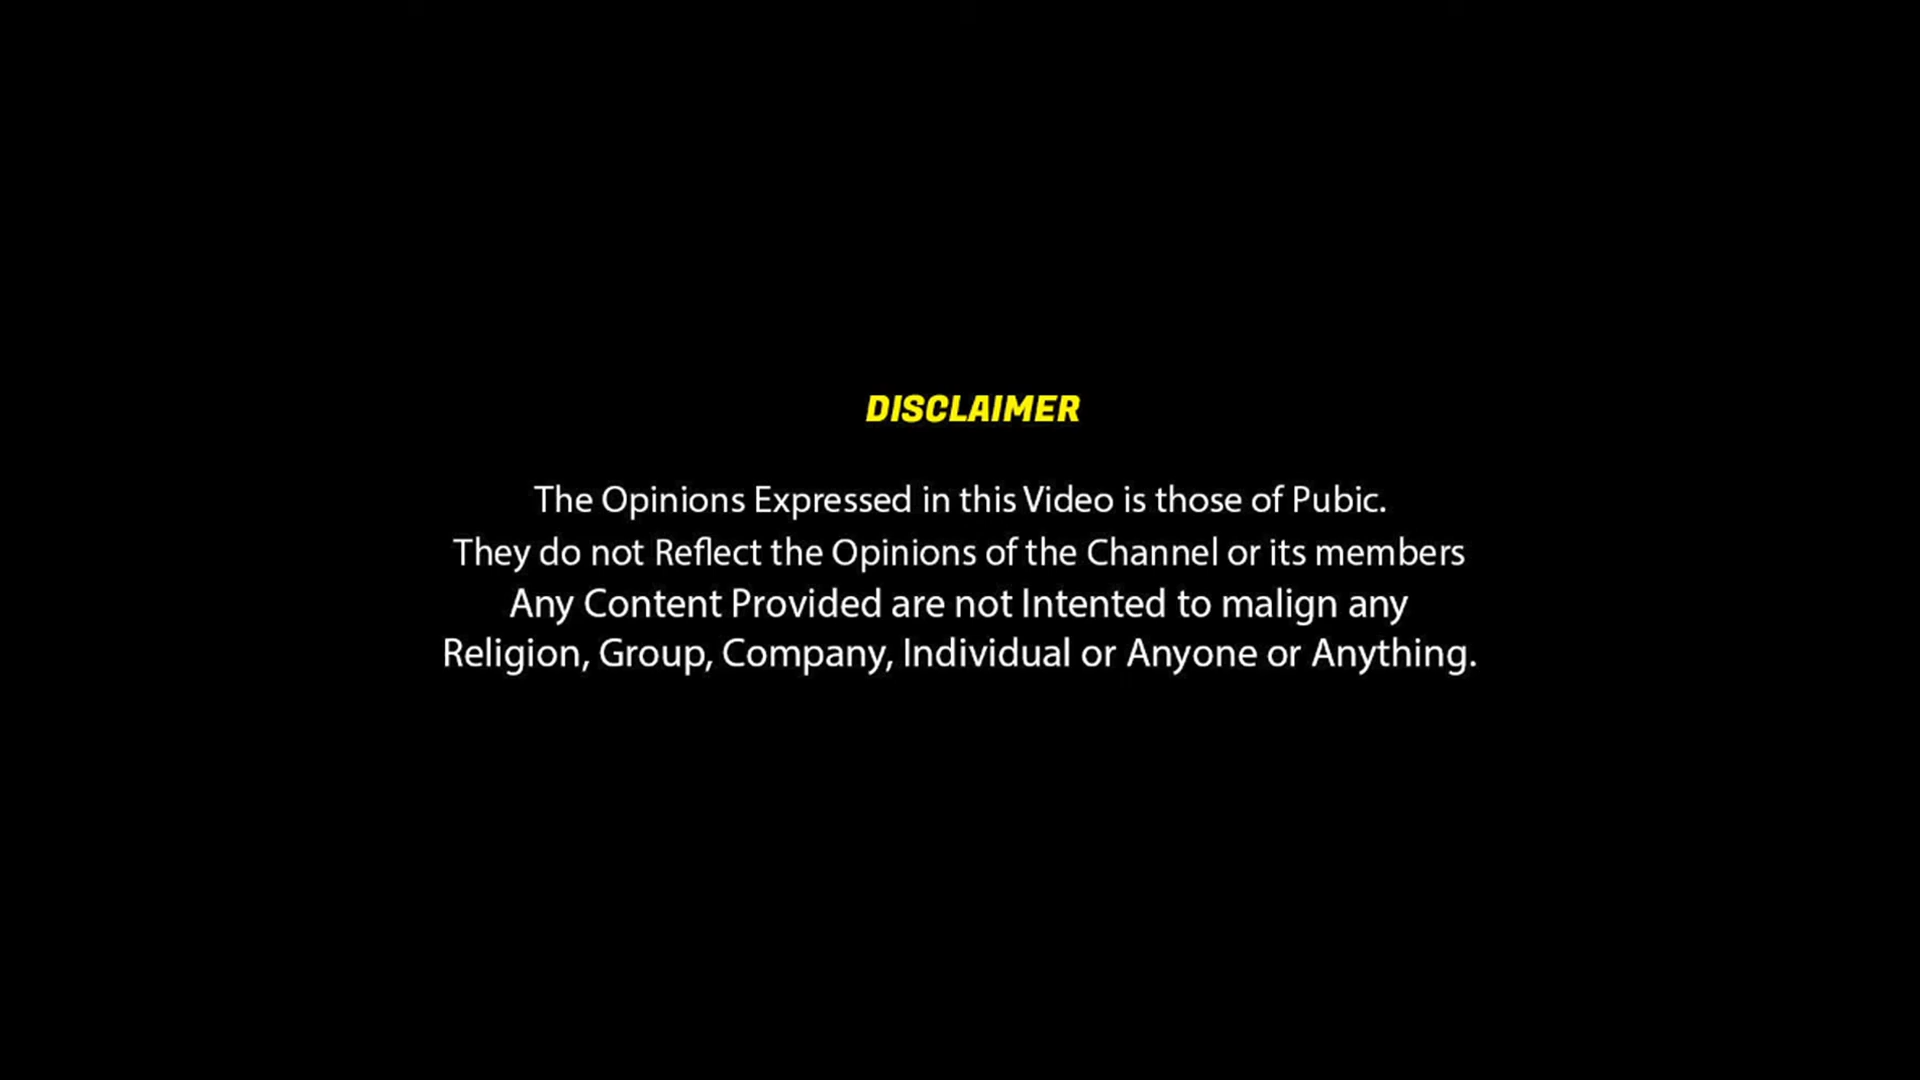 DISCLAIMER
The Opinions Expressed in this Video is those of Pubic.
They do not Reflect the Opinions of the Channel or its members
Any Content Provided are not Intented to malign any
Religion, Group, Company, Individual or Anyone or Anything.